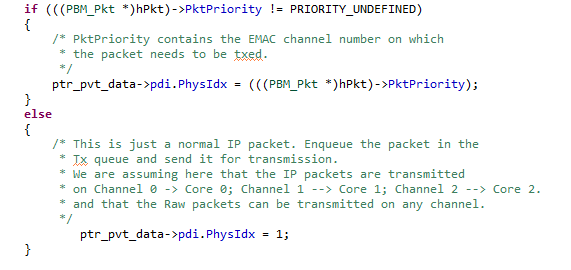 if (((PBM_Pkt *)hPkt)->PktPriority != PRIORITY_UNDEFINED)
{
/* PktPriority contains the EMAC channel number on which
* the packet needs to be txed.
*/
ptr_pvt_data->pdi.PhysIdx = (((PBM_Pkt *)hPkt)->PktPriority);
}
else
{
/* This is just a normal IP packet. Enqueue the packet in the
* Tx queue and send it for transmission.
* We are assuming here that the IP packets are transmitted
* on Channel 0 -> Core 0; Channel 1 --> Core 1; Channel 2 --> Core 2.
* and that the Raw packets can be transmitted on any channel.
*/
ptr_pvt_data->pdi.PhysIdx = 1;
}